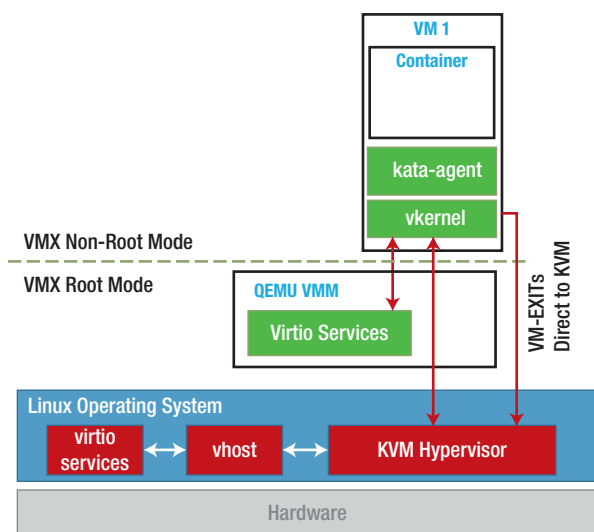 VM 1
Container
kata-agent
vkernel
VMX Non-Root Mode
VMX Root Mode
QEMU VMM
Virtio Services
VM-EXITs
Direct to KVM
Linux Operating System
virtio
services
vhost
KVM Hypervisor
Hardware